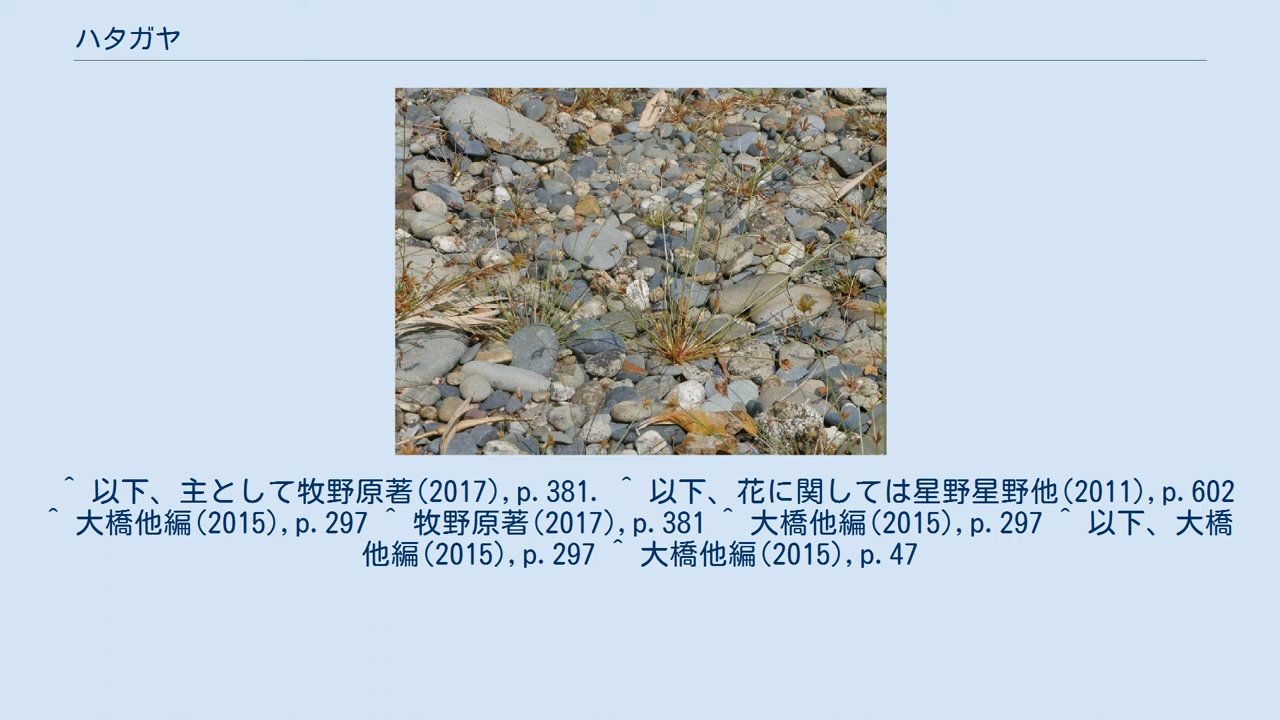 ハタガヤ
^ 以下、主として牧野原著(2017),p.381. ^ 以下、花に関しては星野星野他(2011),p.602
^ 大橋他編(2015),p.297 ^ 牧野原著(2017),p.381 ^ 大橋他編(2015),p.297 ^ 以下、大橋
他編(2015),p.297 ^ 大橋他編(2015),p.47